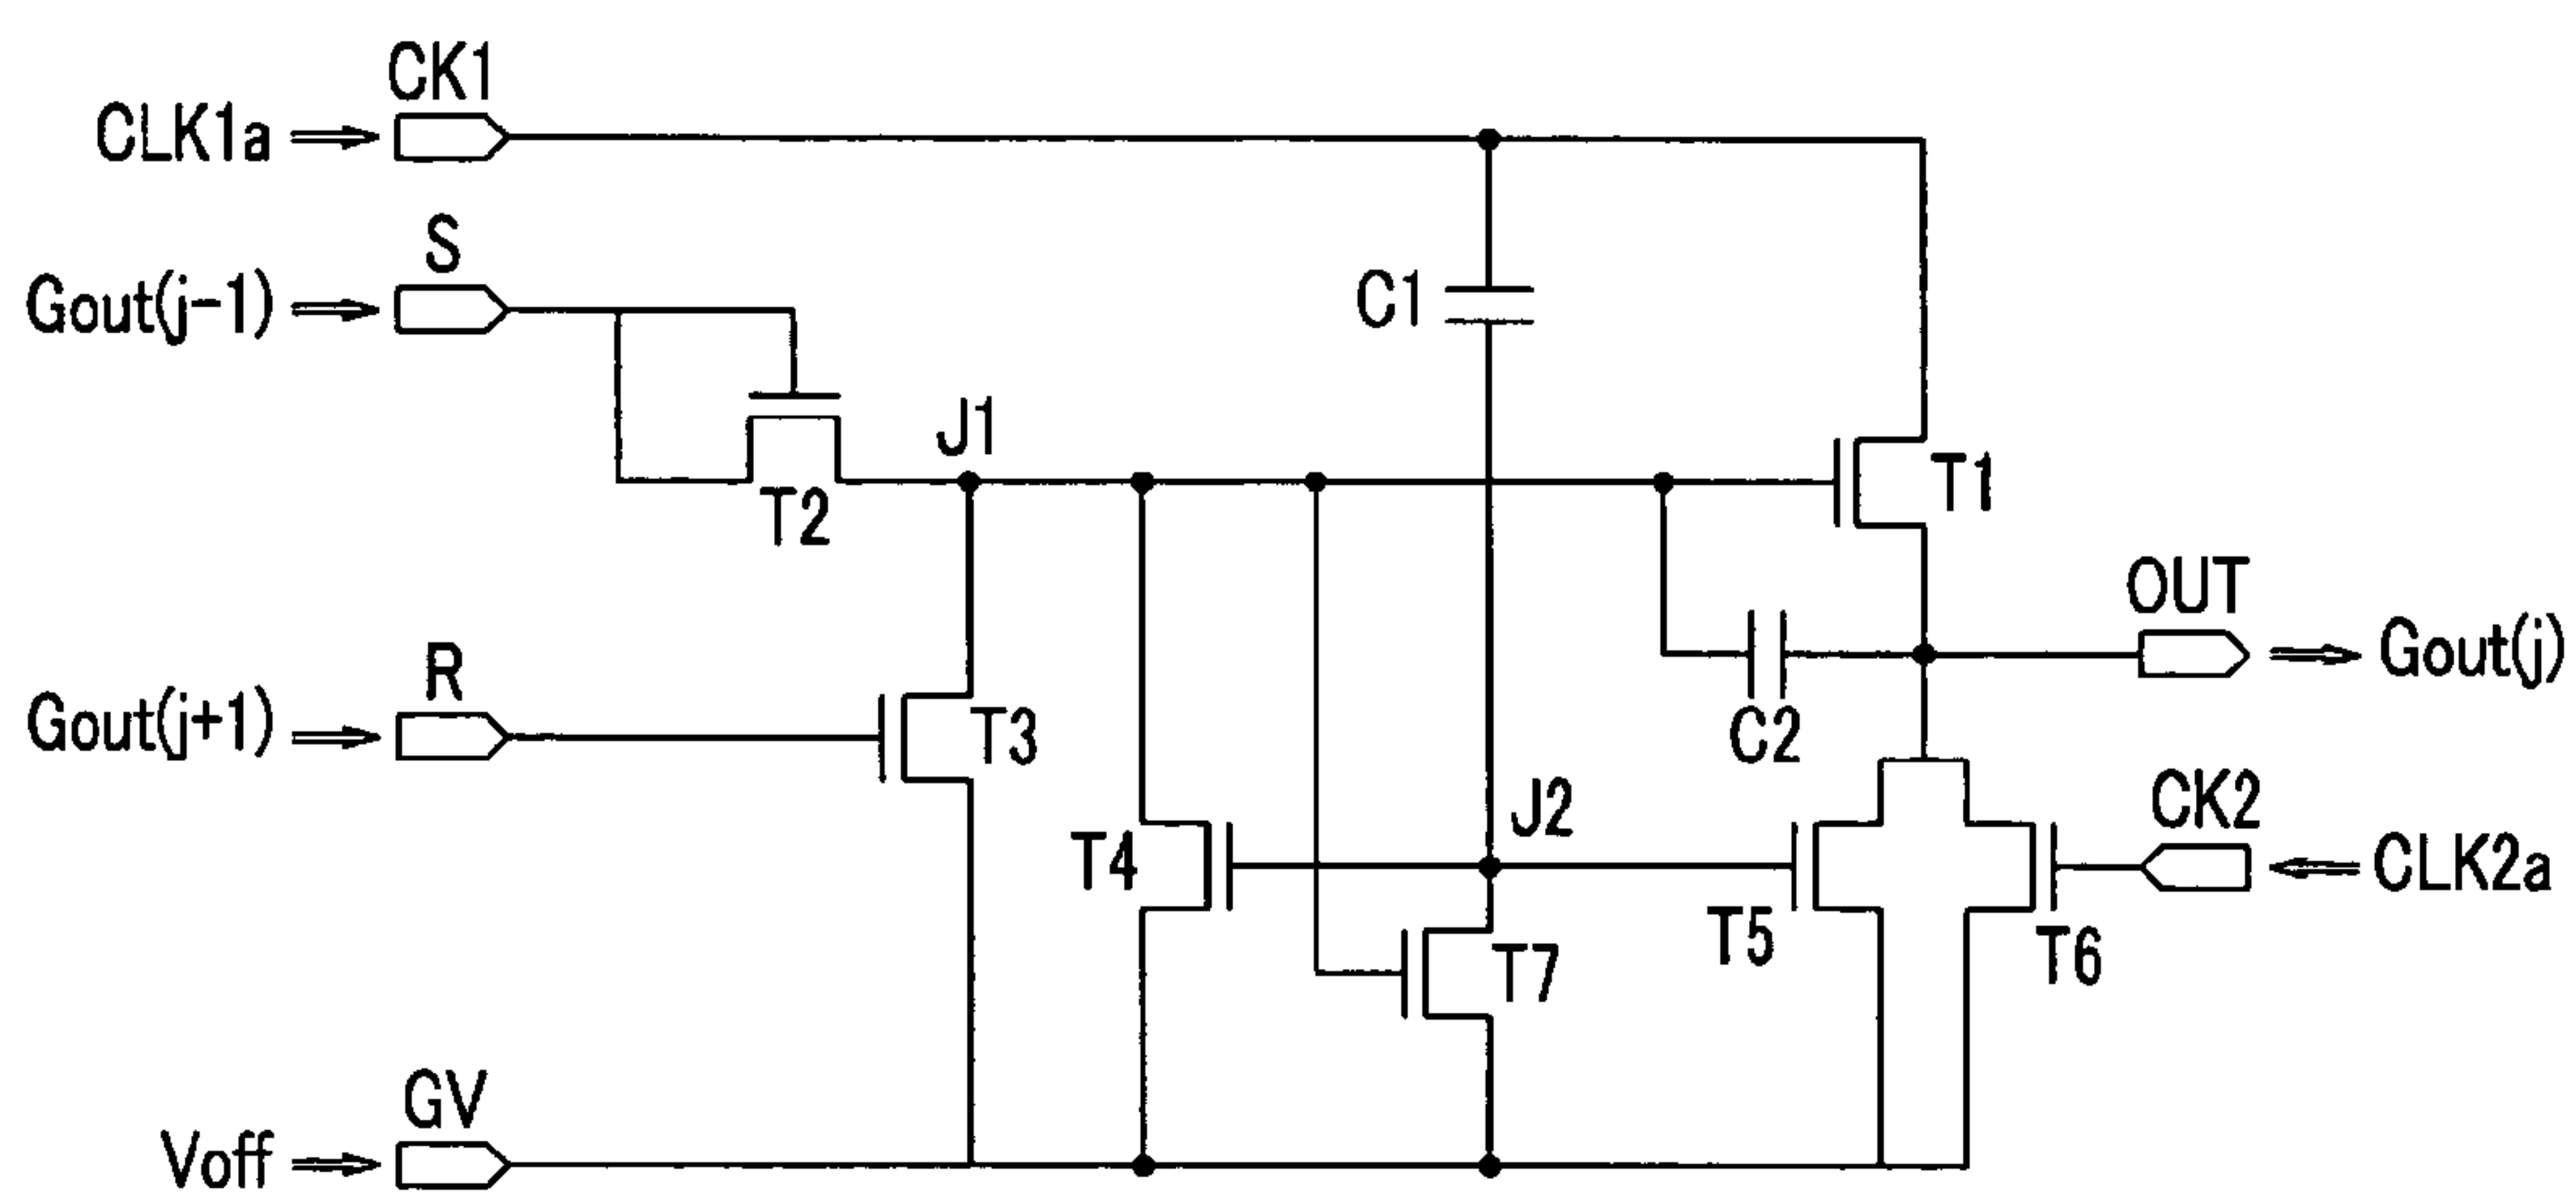 CK1
CLK1a
S
Gout(j-1)
C1
J1
T2
T1
OUT
Gout(j)
R
Gout(j+1)
T3
C2
J2
CK2
T4
CLK2a
T5
T6
T7
GV
Voff